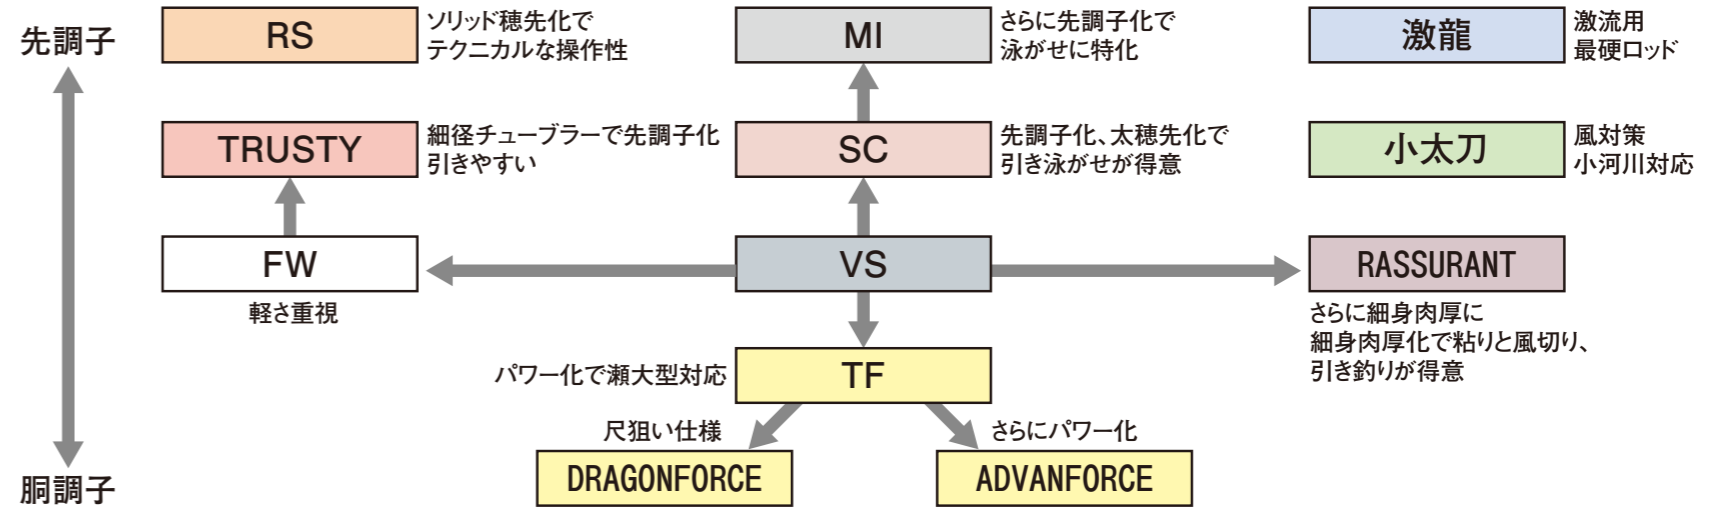 先調子
RS
ソリッド穂先化で
テクニカルな操作性
MI
さらに先調子化で
泳がせに特化
激龍
激流用
最硬ロッド
TRUSTY
細径チューブラーで先調子化
引きやすい
SC
先調子化、太穂先化で
引き泳がせが得意
小太刀
風対策
小河川対応
FW
軽さ重視
VS
RASSURANT
さらに細身肉厚に
細身肉厚化で粘りと風切り、
引き釣りが得意
パワー化で瀬大型対応
TF
尺狙い仕様
さらにパワー化
DRAGONFORCE
ADVANFORCE
胴調子